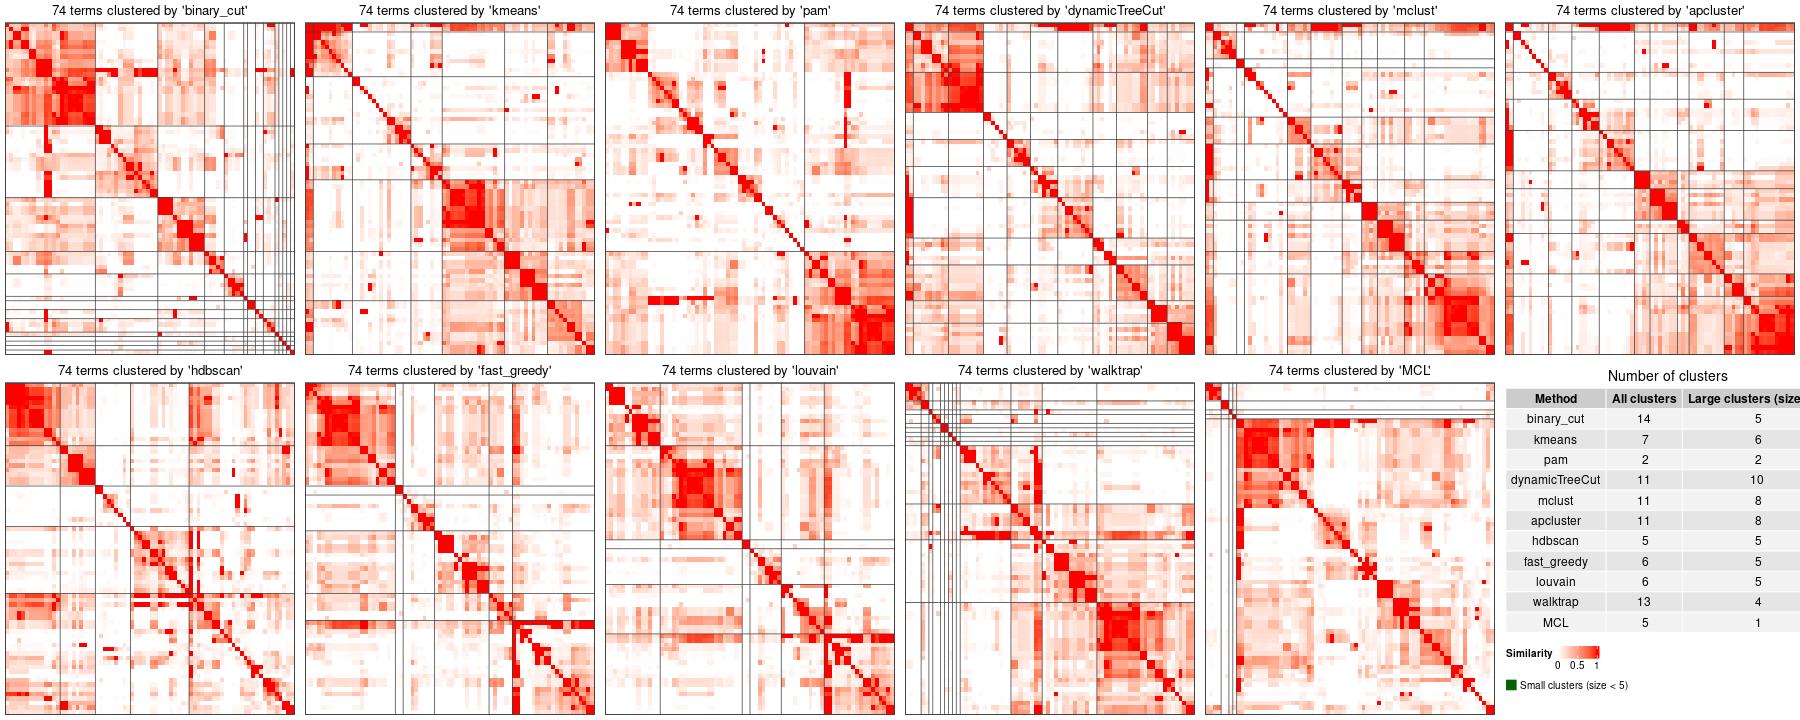 74 terms clustered by 'binary_cut'
74 terms clustered by 'kmeans'
74 terms clustered by 'pam'
74 terms clustered by 'dynamicTreeCut'
74 terms clustered by 'mclust'
74 terms clustered by 'apcluster'
74 terms clustered by 'hdbscan'
74 terms clustered by 'fast_greedy'
74 terms clustered by 'louvain'
74 terms clustered by 'walktrap'
74 terms clustered by 'MCL'
Number of clusters
Method All clusters Large clusters (size
binary_cut 14 5
kmeans 7 6
pam 2 2
dynamicTreeCut 11 10
mclust 11 8
apcluster 11 8
hdbscan 5 5
fast_greedy 6 5
louvain 6 5
walktrap 13 4
MCL 5 1
Similarity
0 0.5 1
Small clusters (size < 5)